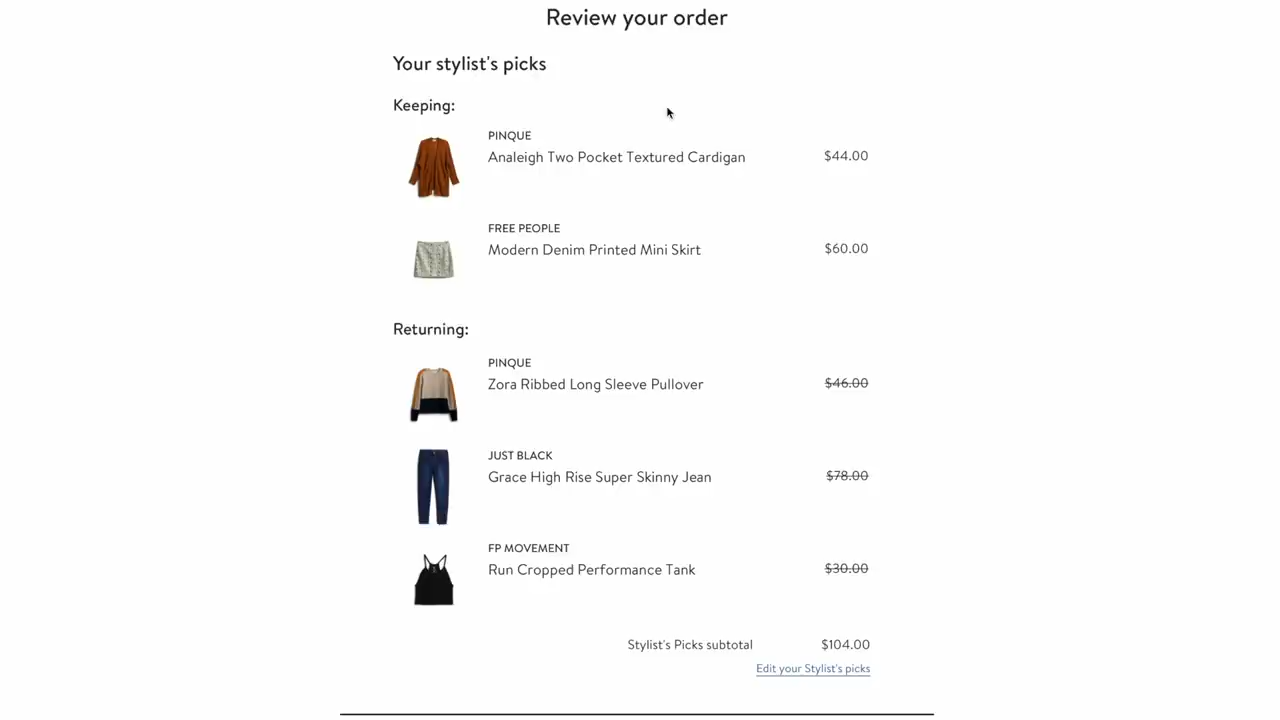 Review your order
Your stylist's picks
Keeping:
PINQUE
Analeigh Two Pocket Textured Cardigan $44.00
FREE PEOPLE
Modern Denim Printed Mini Skirt $60.00
Returning:
PINQUE
Zora Ribbed Long Sleeve Pullover $46.00
JUST BLACK
Grace High Rise Super Skinny Jean $78.00
FP MOVEMENT
Run Cropped Performance Tank $30.00
Stylist's Picks subtotal $104.00
Edit your Stylist's picks